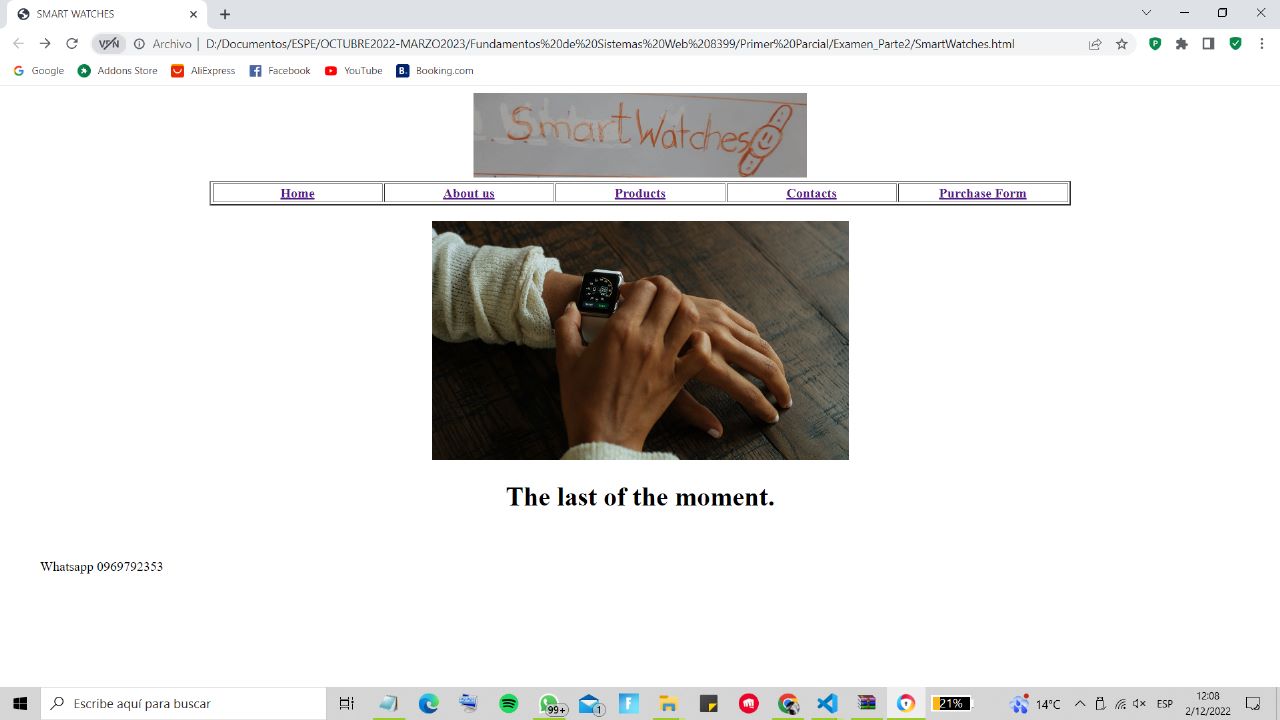 SMART WATCHES
VPN Archivo | D:/Documentos/ESPE/OCTUBRE2022-MARZO2023/Fundamentos%20de%20Sistemas%20Web%208399/Primer%20Parcial/Examen_Parte2/SmartWatches.html
Google Addons Store AliExpress Facebook YouTube B. Booking.com
Smart Watches
Home About us Products Contacts Purchase Form
The last of the moment.
Whatsapp 0969792353
Escribe aquí para buscar 99+ 1 21% 14°C ESP 12:08
2/12/2022